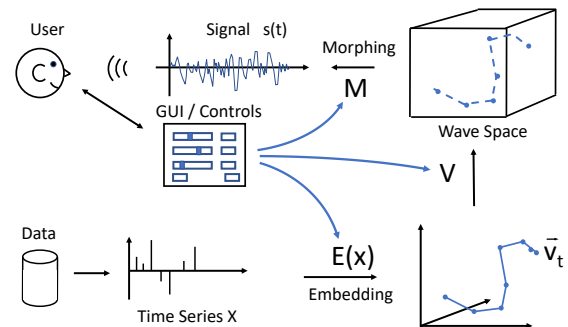 User
Signal s(t)
Morphing
M
GUI / Controls
Wave Space
V
Data
E(x)
Embedding
v⃗ₜ
Time Series X